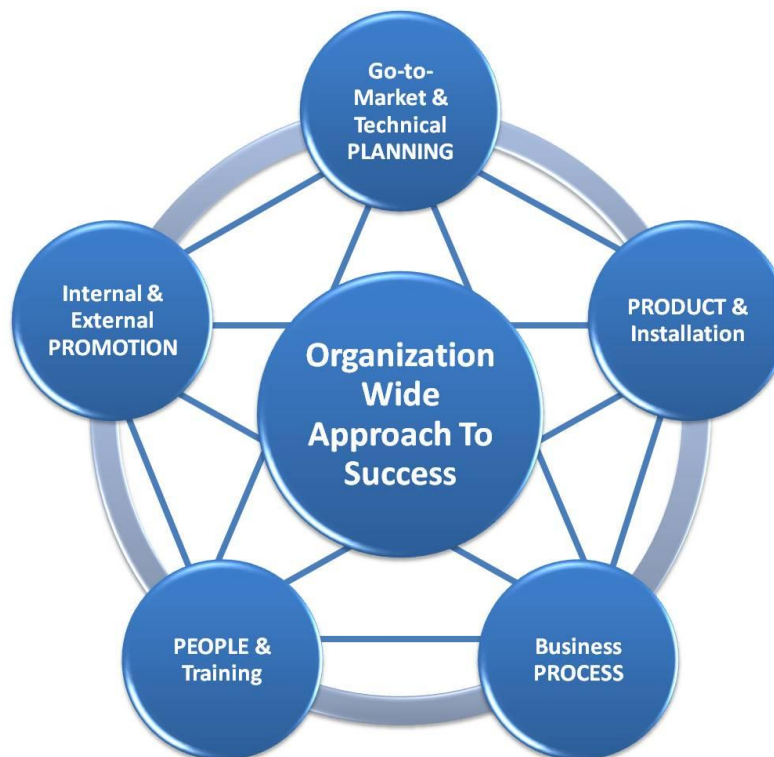 Go-to-
Market &
Technical
PLANNING
Internal &
External
PROMOTION
PRODUCT &
Installation
Organization
Wide
Approach To
Success
PEOPLE &
Training
Business
PROCESS